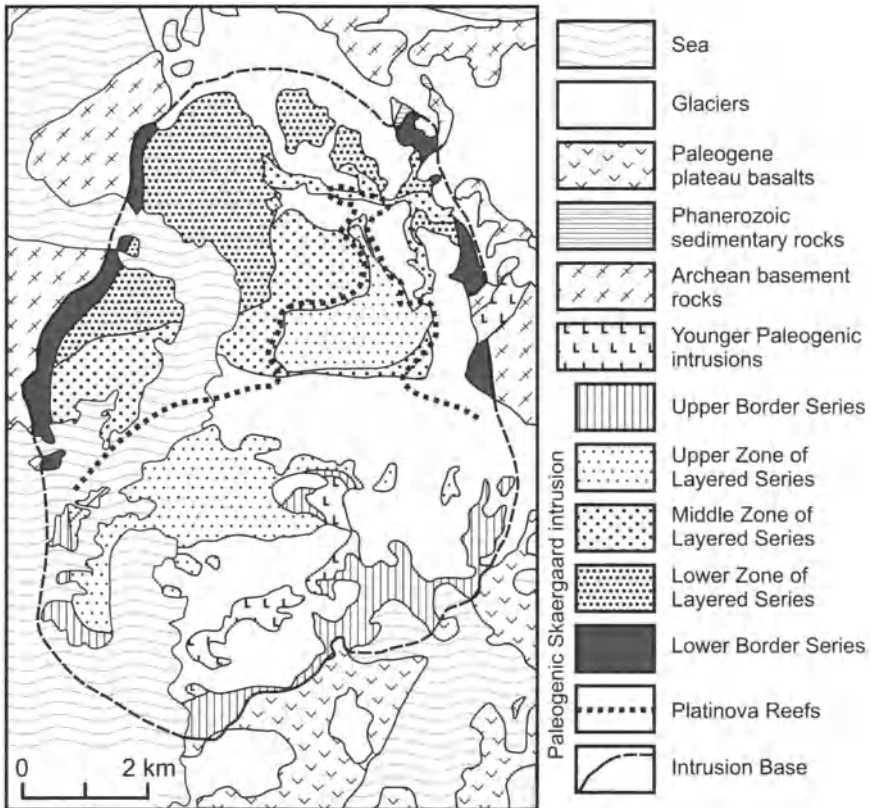 Sea
Glaciers
Paleogene
plateau basalts
Phanerozoic
sedimentary rocks
Archean basement
rocks
Younger Paleogenic
intrusions
Paleogenic Skaergaard intrusion
Upper Border Series
Upper Zone of
Layered Series
Middle Zone of
Layered Series
Lower Zone of
Layered Series
Lower Border Series
Platinova Reefs
Intrusion Base
0 2 km